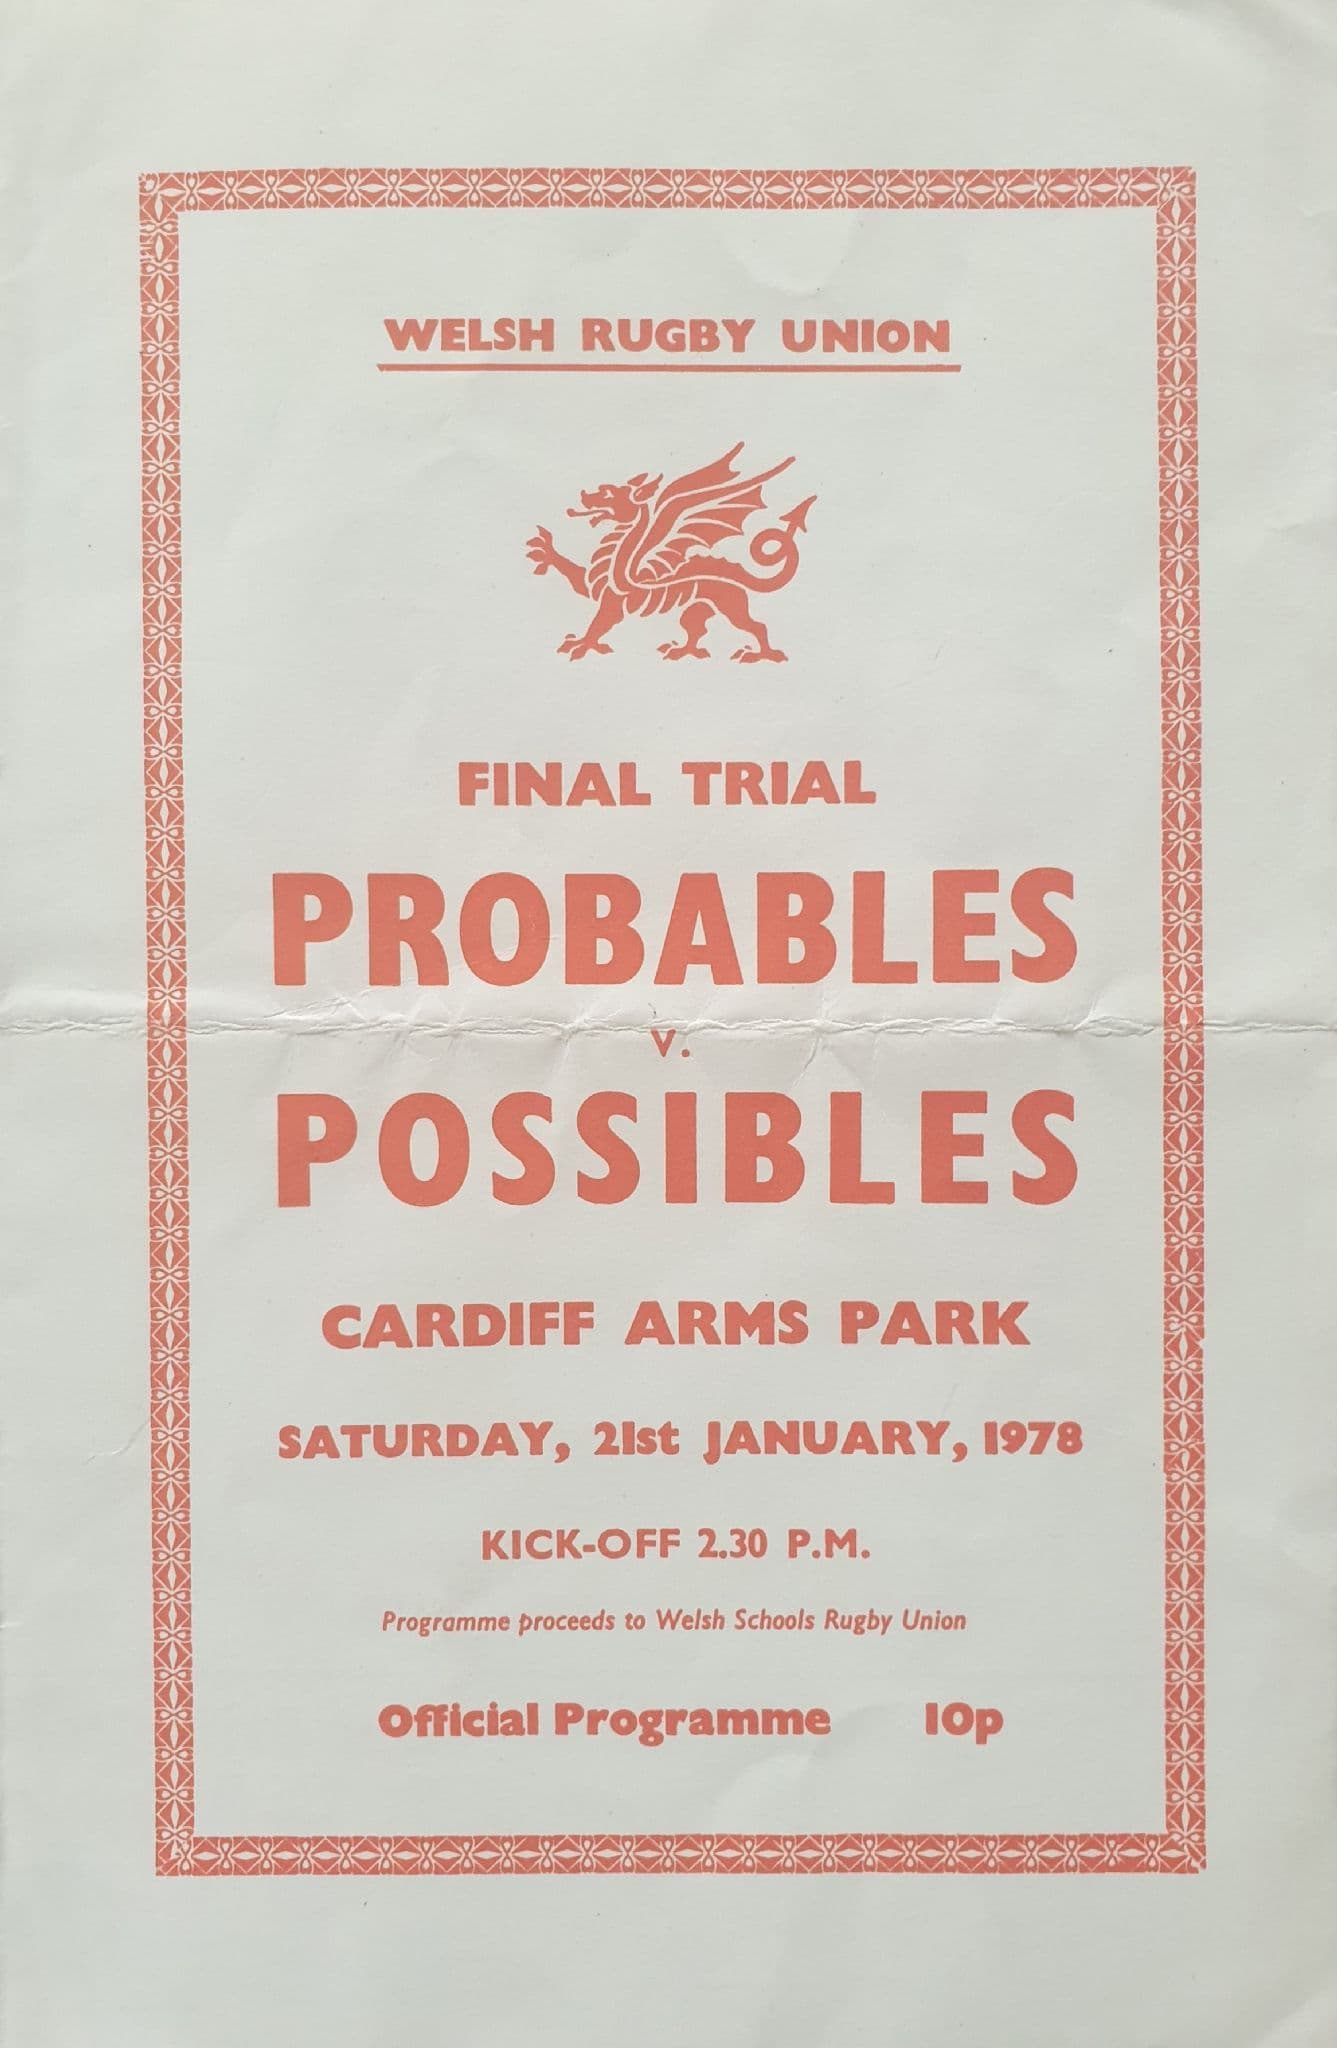 WELSH RUGBY UNION
FINAL TRIAL
PROBABLES
v.
POSSIBLES
CARDIFF ARMS PARK
SATURDAY, 21st JANUARY, 1978
KICK-OFF 2.30 P.M.
Programme proceeds to Welsh Schools Rugby Union
Official Programme 10p